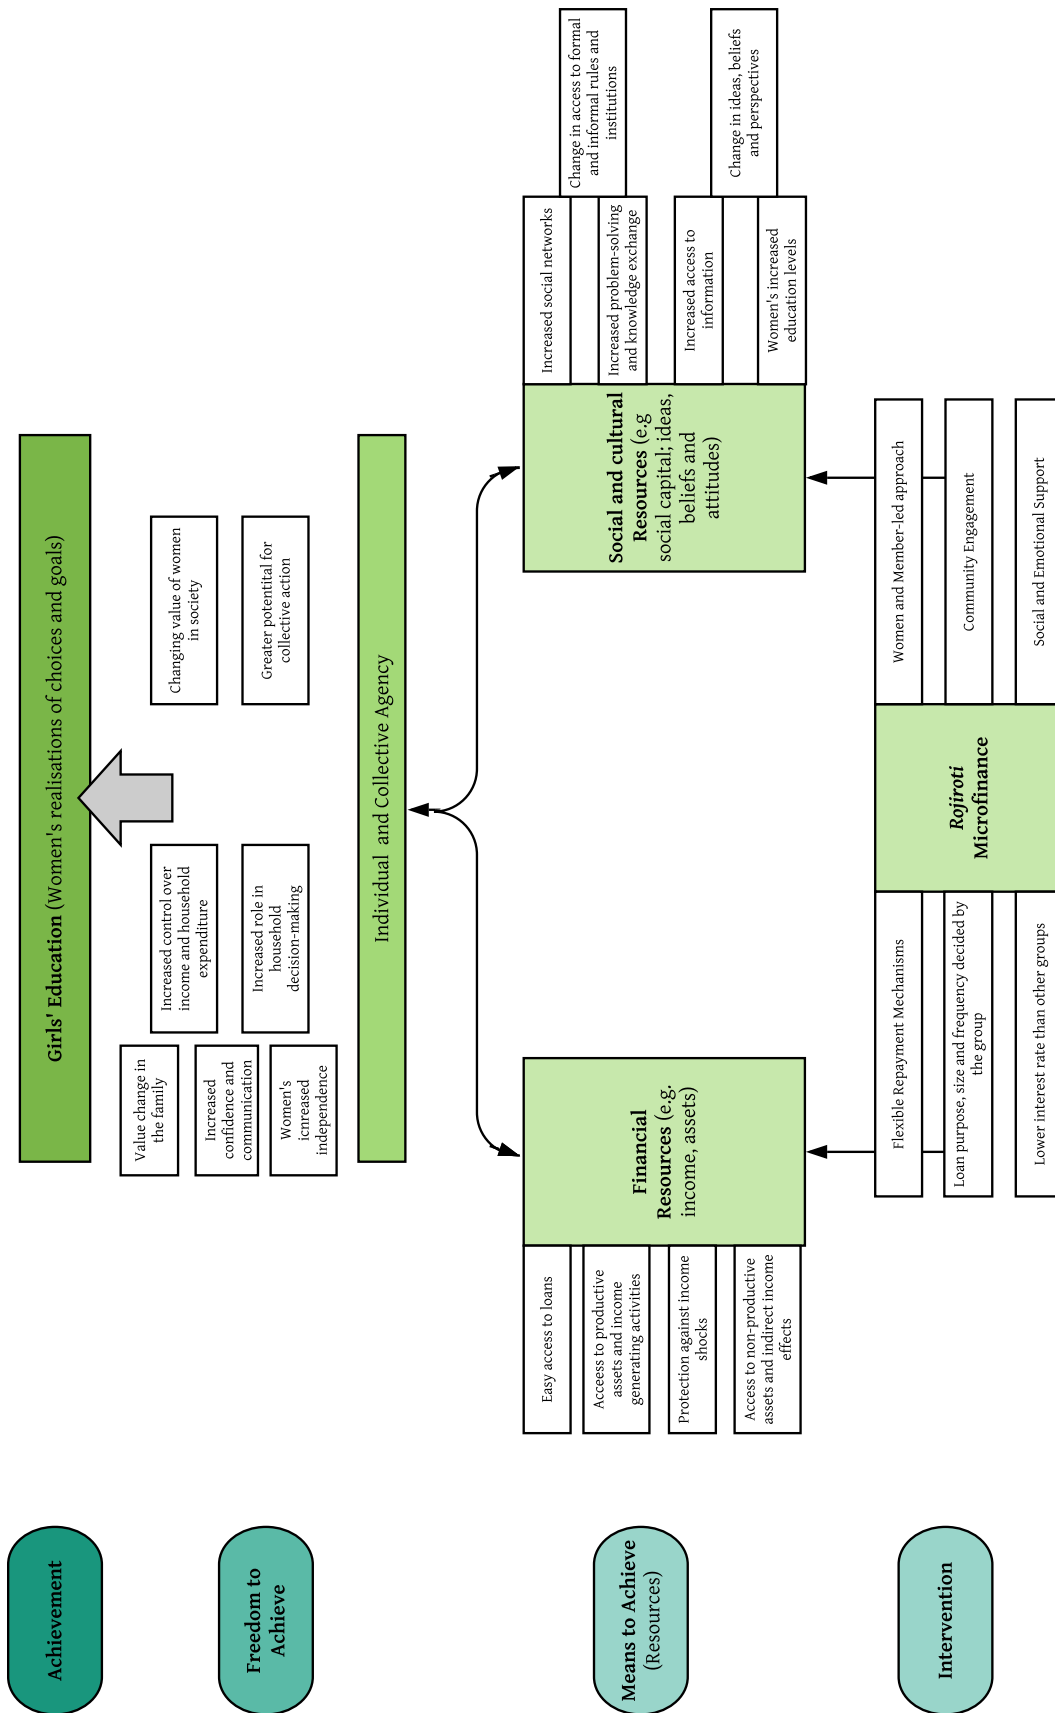 Achievement
Girls' Education (Women's realisations of choices and goals)
Freedom to
Achieve
Value change in
the family
Increased
confidence and
communication
Women's
icnreased
independence
Increased control over
income and household
expenditure
Increased role in
household
decision-making
Changing value of women
in society
Greater potentital for
collective action
Individual and Collective Agency
Means to Achieve
(Resources)
Easy access to loans
Acceess to productive
assets and income
generating activities
Protection against income
shocks
Access to non-productive
assets and indirect income
effects
Financial
Resources (e.g.
income, assets)
Social and cultural
Resources (e.g
social capital; ideas,
beliefs and
attitudes)
Increased social networks
Increased problem-solving
and knowledge exchange
Increased access to
information
Women's increased
education levels
Change in access to formal
and informal rules and
institutions
Change in ideas, beliefs
and perspectives
Intervention
Flexible Repayment Mechanisms
Loan purpose, size and frequency decided by
the group
Lower interest rate than other groups
Rojiroti
Microfinance
Women and Member-led approach
Community Engagement
Social and Emotional Support